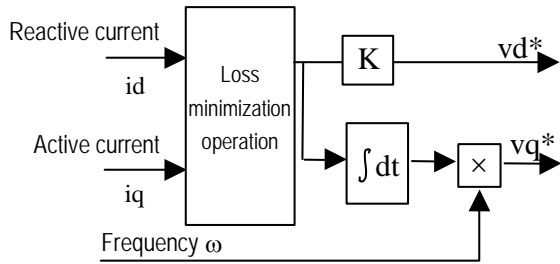 Reactive current
id
Active current
iq
Loss
minimization
operation
K
vd*
∫dt
×
vq*
Frequency ω